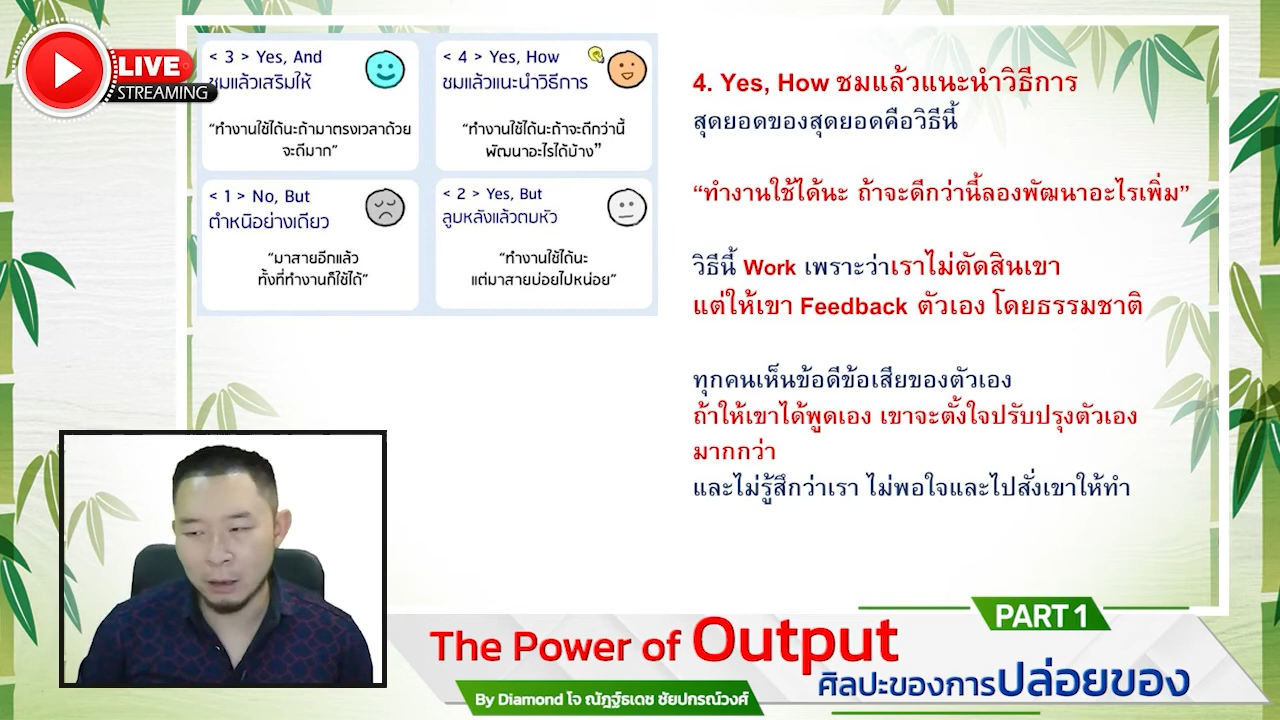 LIVE
STREAMING
< 3 > Yes, And
ชมแล้วเสริมให้
“ทำงานใช้ได้นะถ้ามาตรงเวลาด้วย
จะดีมาก”
< 4 > Yes, How
ชมแล้วแนะนำวิธีการ
“ทำงานใช้ได้นะถ้าจะดีกว่านี้
พัฒนาอะไรได้บ้าง”
< 1 > No, But
ตำหนิอย่างเดียว
“มาสายอีกแล้ว
ทั้งที่ทำงานก็ใช้ได้”
< 2 > Yes, But
ลูบหลังแล้วตบหัว
“ทำงานใช้ได้นะ
แต่มาสายบ่อยไปหน่อย”
4. Yes, How ชมแล้วแนะนำวิธีการ
สุดยอดของสุดยอดคือวิธีนี้
“ทำงานใช้ได้นะ ถ้าจะดีกว่านี้ลองพัฒนาอะไรเพิ่ม”
วิธีนี้ Work เพราะว่าเราไม่ตัดสินเขา
แต่ให้เขา Feedback ตัวเอง โดยธรรมชาติ
ทุกคนเห็นข้อดีข้อเสียของตัวเอง
ถ้าให้เขาได้พูดเอง เขาจะตั้งใจปรับปรุงตัวเอง
มากกว่า
และไม่รู้สึกว่าเรา ไม่พอใจและไปสั่งเขาให้ทำ
PART 1
The Power of Output
ศิลปะของการปล่อยของ
By Diamond โจ ณัฏฐ์ธเดช ชัยปกรณ์วงศ์